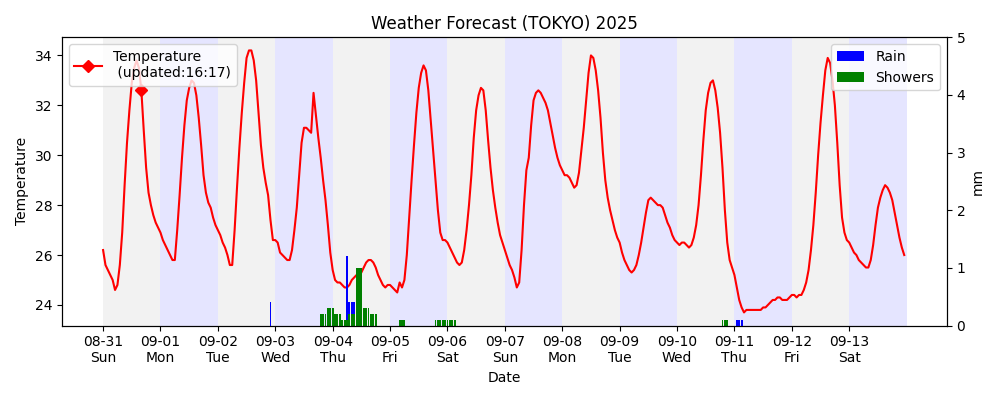 Weather Forecast (TOKYO) 2025
Temperature
(updated:16:17)
Rain
Showers
Temperature
34
32
30
28
26
24
mm
5
4
3
2
1
0
08-31 09-01 09-02 09-03 09-04 09-05 09-06 09-07 09-08 09-09 09-10 09-11 09-12 09-13
Sun Mon Tue Wed Thu Fri Sat Sun Mon Tue Wed Thu Fri Sat
Date